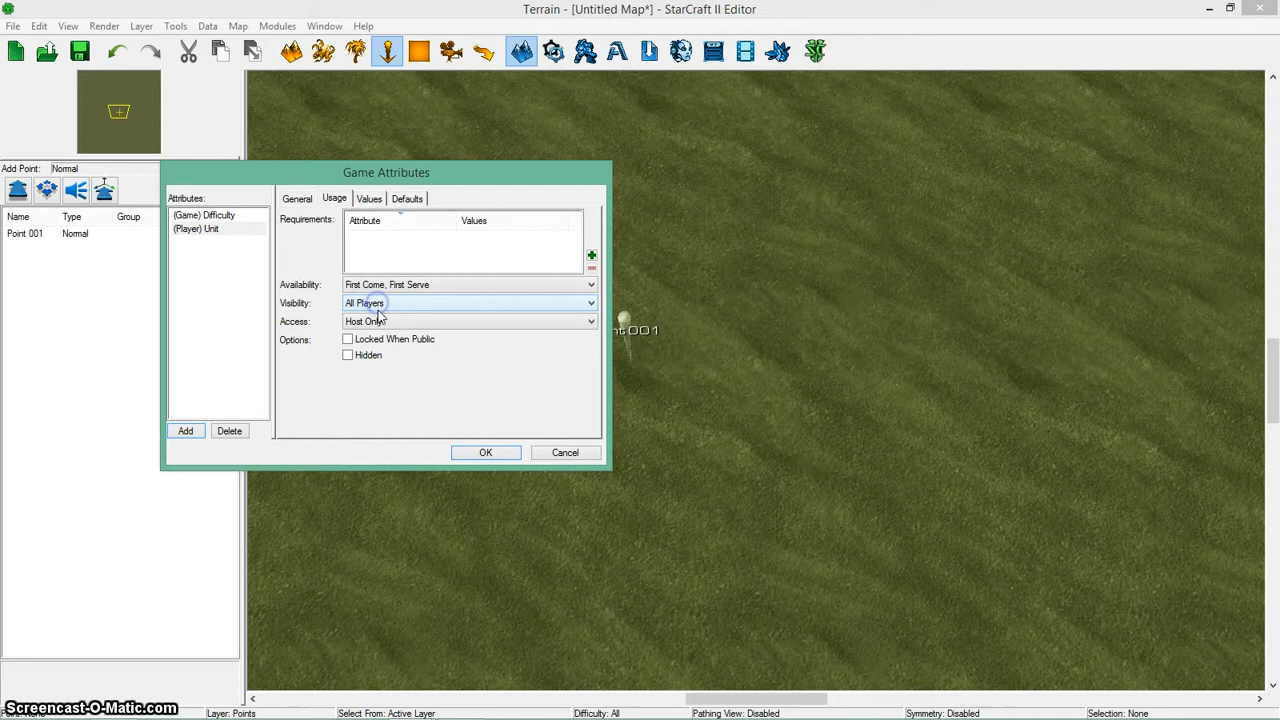 Terrain - [Untitled Map*] - StarCraft II Editor
File Edit View Render Layer Tools Data Map Modules Window Help
Add Point: Normal
Name Type Group
Point 001 Normal
Game Attributes
Attributes:
(Game) Difficulty
(Player) Unit
General Usage Values Defaults
Requirements: Attribute Values
Availability: First Come, First Serve
Visibility: All Players
Access: Host Only
Options: Locked When Public
Hidden
Add Delete
OK Cancel
nt 001
Screencast-O-Matic.com
Point: None Layer: Points Select From: Active Layer Difficulty: All Pathing View: Disabled Symmetry: Disabled Selection: None